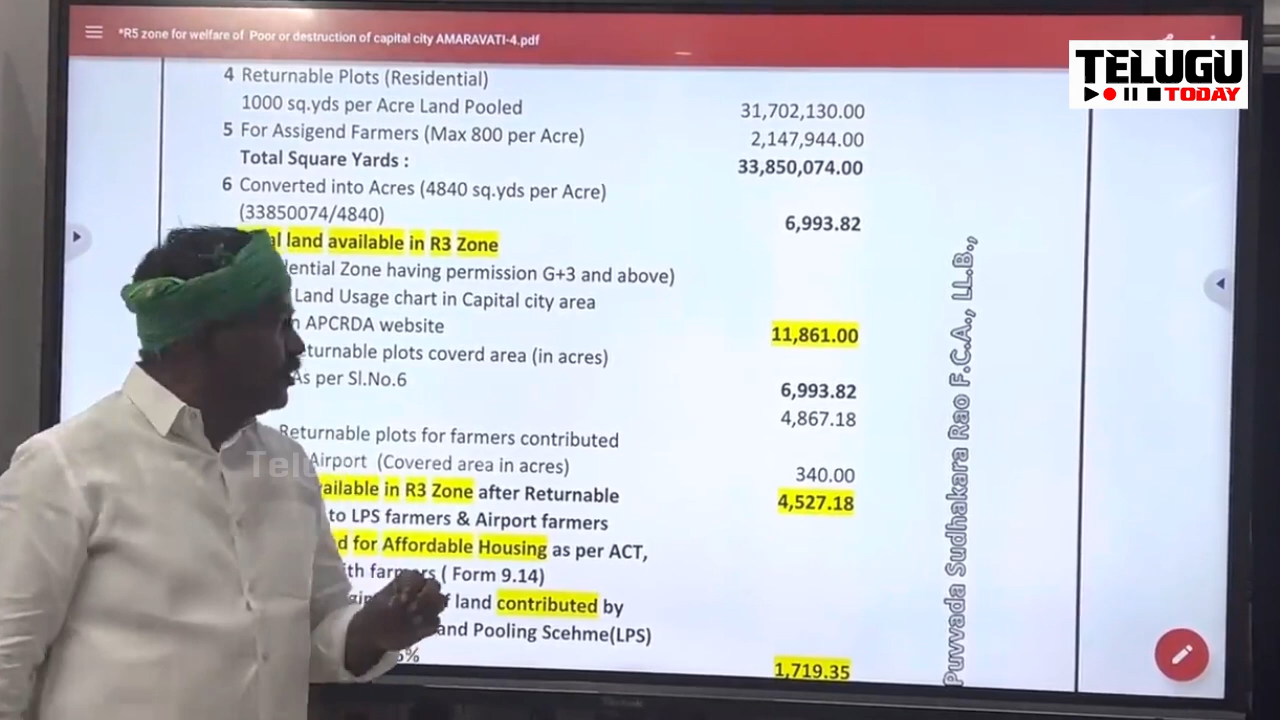 *R5 zone for welfare of Poor or destruction of capital city AMARAVATI-4.pdf
TELUGU
TODAY
4 Returnable Plots (Residential)
1000 sq.yds per Acre Land Pooled 31,702,130.00
5 For Assigend Farmers (Max 800 per Acre) 2,147,944.00
Total Square Yards : 33,850,074.00
6 Converted into Acres (4840 sq.yds per Acre)
(33850074/4840) 6,993.82
land available in R3 Zone
Zone having permission G+3 and above)
Land Usage chart in Capital city area
APCRDA website 11,861.00
plots coverd area (in acres)
As per Sl.No.6 6,993.82
4,867.18
Returnable plots for farmers contributed
Airport (Covered area in acres) 340.00
in R3 Zone after Returnable 4,527.18
to LPS farmers & Airport farmers
for Affordable Housing as per ACT,
( Form 9.14)
land contributed by
Pooling Scehme(LPS)
1,719.35
Puvvada Sudhakara Rao F.C.A., LL.B.,